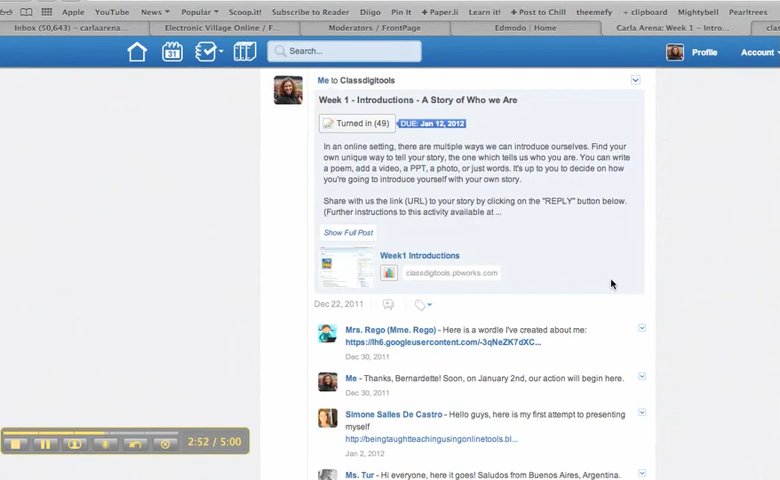 Apple YouTube News Popular Scoop.it! Subscribe to Reader Diigo Pin It Paper.li Learn it! Post to Chill theemefy + clipboard Mightybell Pearltrees
Inbox (50,643) – carlaarena... Electronic Village Online / F... Moderators / FrontPage Edmodo | Home Carla Arena: Week 1 – Intro... clas
31 Search... Profile Account
Me to Classdigitools
Week 1 - Introductions - A Story of Who we Are
Turned in (49) DUE: Jan 12, 2012
In an online setting, there are multiple ways we can introduce ourselves. Find your
own unique way to tell your story, the one which tells us who you are. You can write
a poem, add a video, a PPT, a photo, or just words. It's up to you to decide on how
you're going to introduce yourself with your own story.
Share with us the link (URL) to your story by clicking on the "REPLY" button below.
(Further instructions to this activity available at ...
Show Full Post
Week1 Introductions
classdigitools.pbworks.com
Dec 22, 2011
Mrs. Rego (Mme. Rego) - Here is a wordle I've created about me:
https://lh6.googleusercontent.com/-3qNeZK7dXC...
Dec 30, 2011
Me - Thanks, Bernardette! Soon, on January 2nd, our action will begin here.
Dec 30, 2011
Simone Salles De Castro - Hello guys, here is my first attempt to presenting
myself
http://beingtaughtteachingusingonlinetools.bl...
Jan 2, 2012
Ms. Tur - Hi everyone, here it goes! Saludos from Buenos Aires, Argentina.
2:52 / 5:00